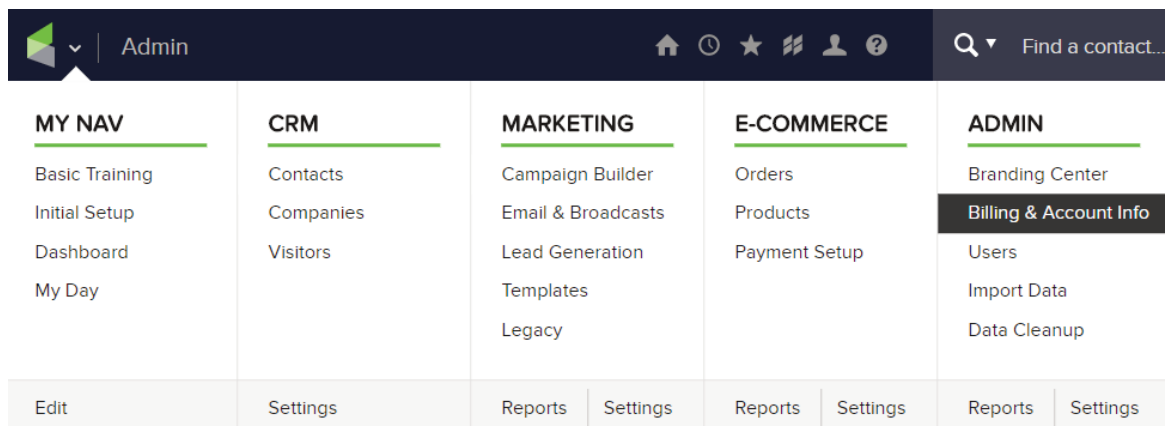 Admin
Find a contact...
MY NAV
Basic Training
Initial Setup
Dashboard
My Day
Edit
CRM
Contacts
Companies
Visitors
Settings
MARKETING
Campaign Builder
Email & Broadcasts
Lead Generation
Templates
Legacy
Reports Settings
E-COMMERCE
Orders
Products
Payment Setup
Reports Settings
ADMIN
Branding Center
Billing & Account Info
Users
Import Data
Data Cleanup
Reports Settings